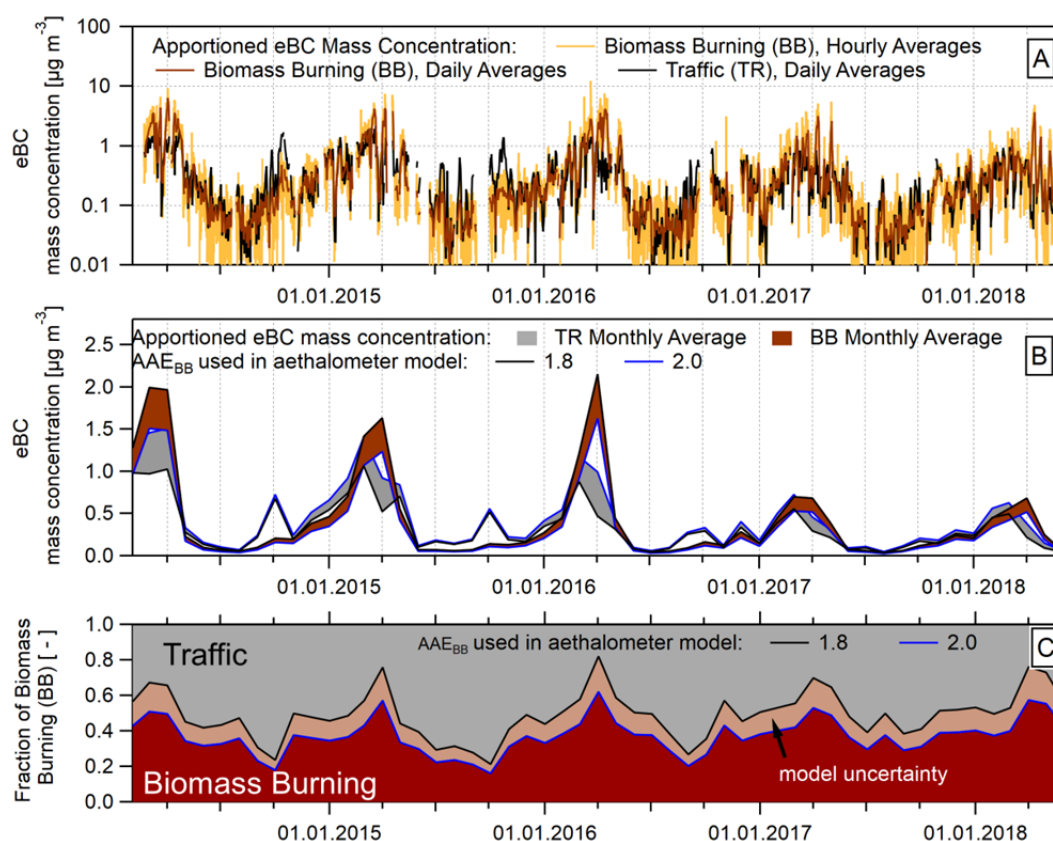 A
100
10
1
0.1
0.01
eBC
mass concentration [µg m⁻³]
Apportioned eBC Mass Concentration:
Biomass Burning (BB), Hourly Averages
Biomass Burning (BB), Daily Averages
Traffic (TR), Daily Averages
01.01.2015
01.01.2016
01.01.2017
01.01.2018
B
2.5
2.0
1.5
1.0
0.5
0.0
eBC
mass concentration [µg m⁻³]
Apportioned eBC mass concentration:
TR Monthly Average
BB Monthly Average
AAE_BB used in aethalometer model:
1.8
2.0
01.01.2015
01.01.2016
01.01.2017
01.01.2018
C
1.0
0.8
0.6
0.4
0.2
0.0
Fraction of Biomass
Burning (BB) [ - ]
Traffic
AAE_BB used in aethalometer model:
1.8
2.0
model uncertainty
Biomass Burning
01.01.2015
01.01.2016
01.01.2017
01.01.2018